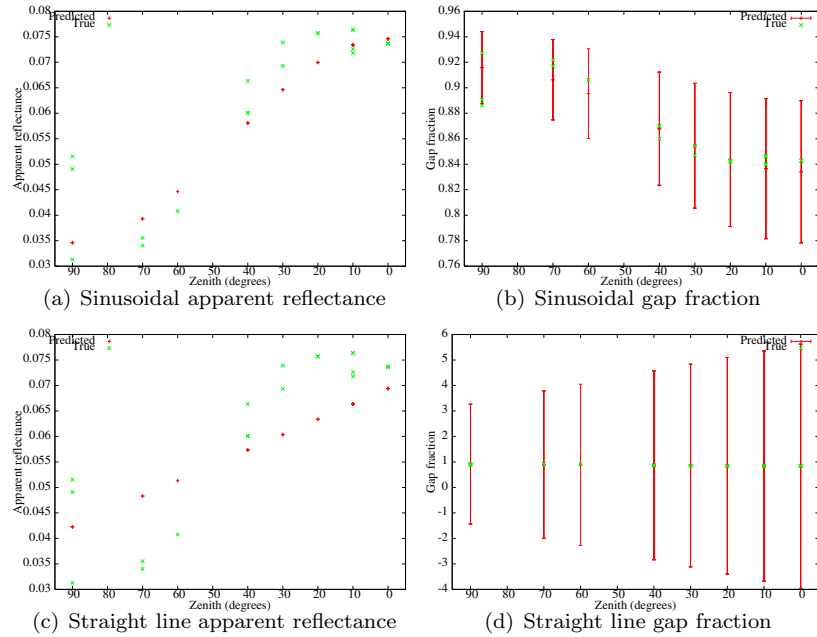 0.08
0.075
0.07
0.065
0.06
0.055
0.05
0.045
0.04
0.035
0.03
Apparent reflectance
Predicted
True
90 80 70 60 50 40 30 20 10 0
Zenith (degrees)
(a) Sinusoidal apparent reflectance
0.96
0.94
0.92
0.9
0.88
0.86
0.84
0.82
0.8
0.78
0.76
Gap fraction
Predicted
True
90 80 70 60 50 40 30 20 10 0
Zenith (degrees)
(b) Sinusoidal gap fraction
0.08
0.075
0.07
0.065
0.06
0.055
0.05
0.045
0.04
0.035
0.03
Apparent reflectance
Predicted
True
90 80 70 60 50 40 30 20 10 0
Zenith (degrees)
(c) Straight line apparent reflectance
6
5
4
3
2
1
0
-1
-2
-3
-4
Gap fraction
Predicted
True
90 80 70 60 50 40 30 20 10 0
Zenith (degrees)
(d) Straight line gap fraction